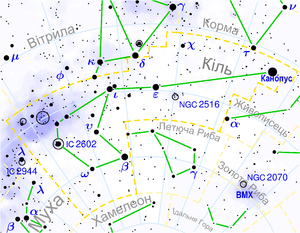 γ
Корма
ν
Вітрила
χ
μ
κ
δ
τ
Кіль
φ
Канопус
ι
ε
NGC 2516
Живописець
υ
α
Летюча Риба
λ
IC 2602
IC 2944
ω
β
γ
Золота Риба
NGC 2070
ВМХ
λ
Муха
Хамелеон
β
α